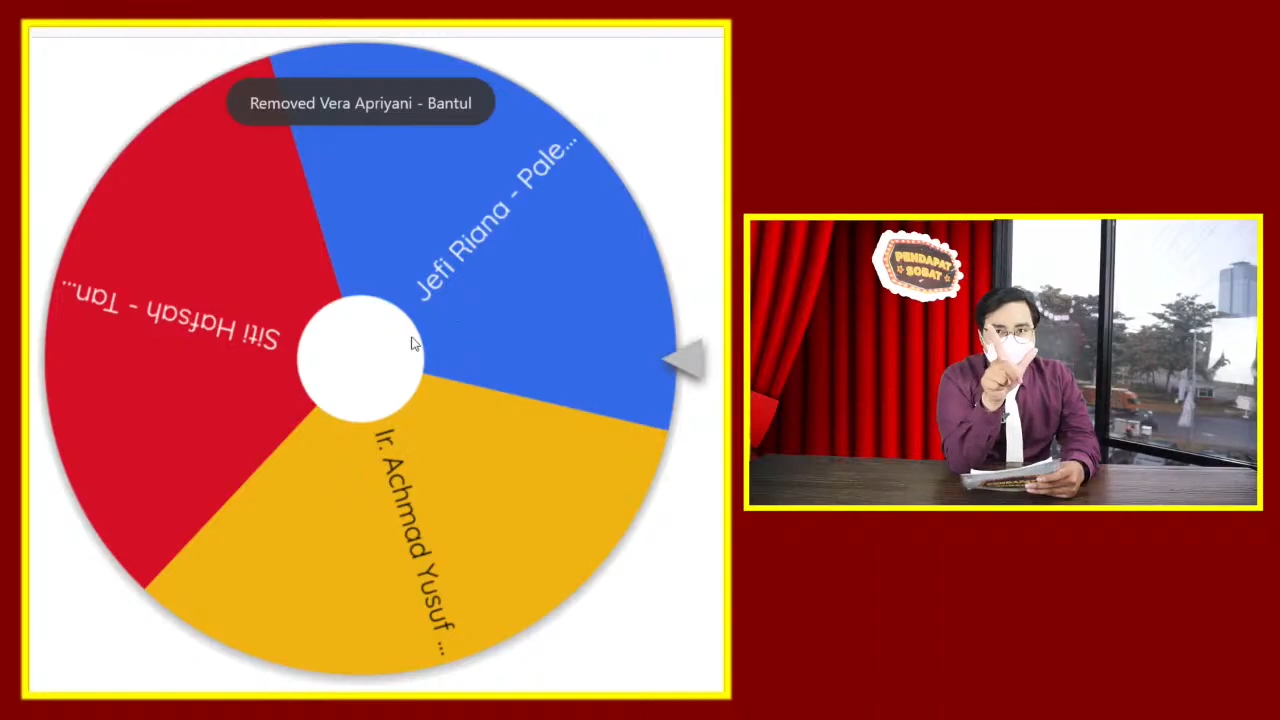 Removed Vera Apriyani - Bantul
Jefi Riana - Pale...
Siti Hafsah - Tan...
Ir. Achmad Yusuf ...
PENDAPAT
SOBAT